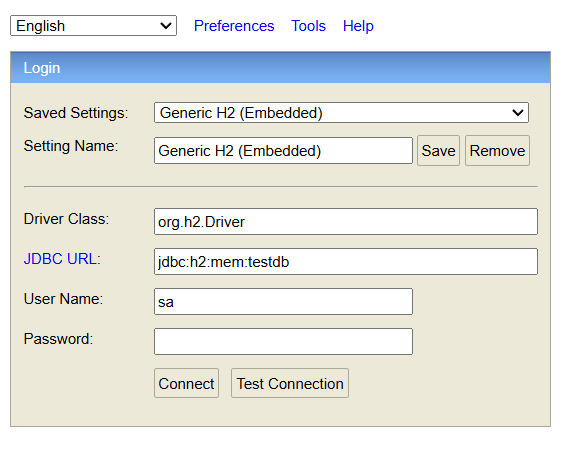 English Preferences Tools Help
Login
Saved Settings: Generic H2 (Embedded)
Setting Name: Generic H2 (Embedded) Save Remove
Driver Class: org.h2.Driver
JDBC URL: jdbc:h2:mem:testdb
User Name: sa
Password:
Connect Test Connection